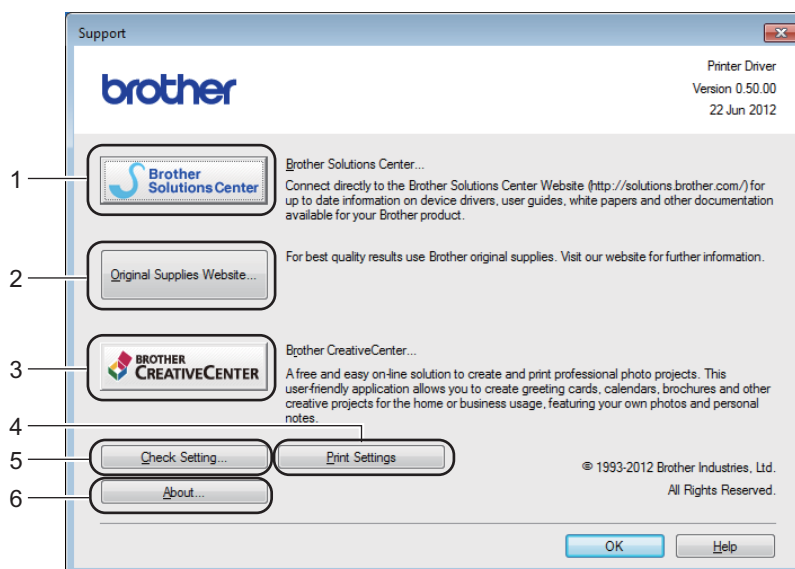 Support
brother
Printer Driver
Version 0.50.00
22 Jun 2012
1
Brother
Solutions Center
Brother Solutions Center...
Connect directly to the Brother Solutions Center Website (http://solutions.brother.com/) for
up to date information on device drivers, user guides, white papers and other documentation
available for your Brother product.
2
Original Supplies Website...
For best quality results use Brother original supplies. Visit our website for further information.
3
BROTHER
CREATIVECENTER
Brother CreativeCenter...
A free and easy on-line solution to create and print professional photo projects. This
user-friendly application allows you to create greeting cards, calendars, brochures and other
creative projects for the home or business usage, featuring your own photos and personal
notes.
4
5
Check Setting...
Print Settings
6
About...
© 1993-2012 Brother Industries, Ltd.
All Rights Reserved.
OK
Help